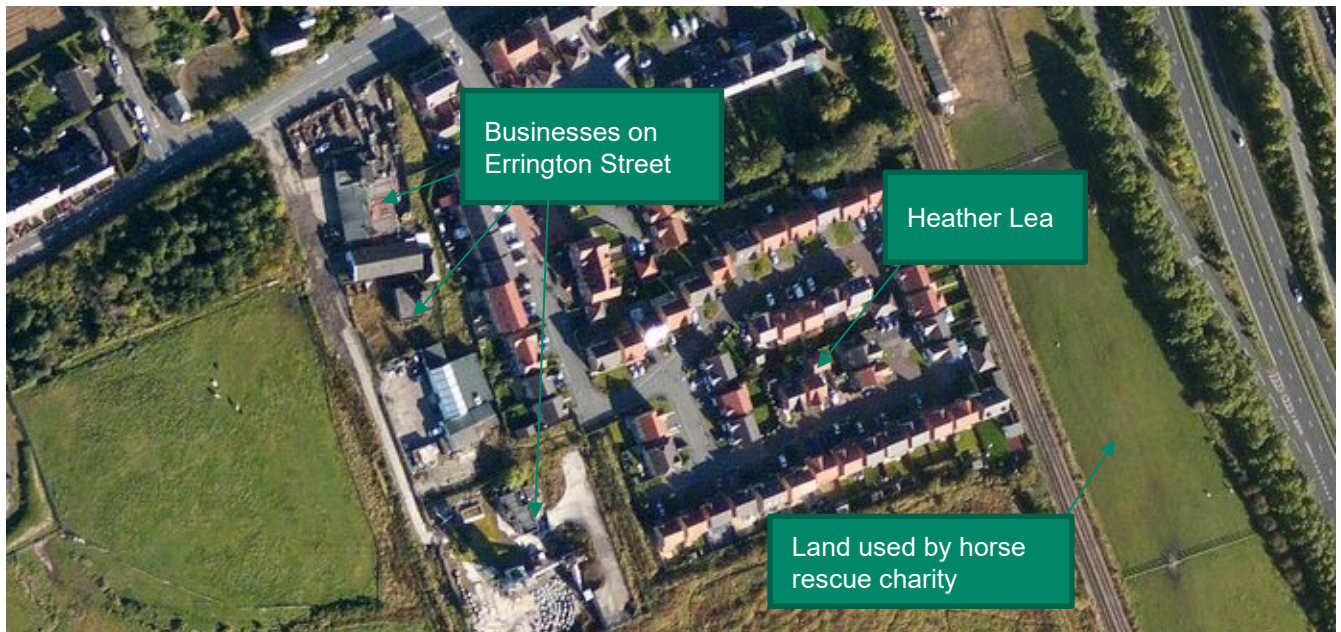 Businesses on
Errington Street
Heather Lea
Land used by horse
rescue charity